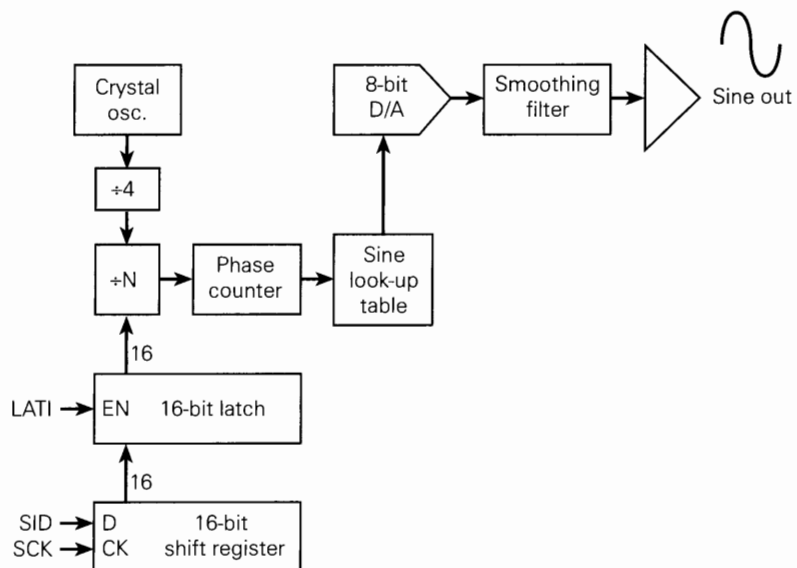 Crystal
osc.
÷4
÷N
Phase
counter
Sine
look-up
table
8-bit
D/A
Smoothing
filter
Sine out
16
LATI
EN 16-bit latch
16
SID
D 16-bit
SCK
CK shift register